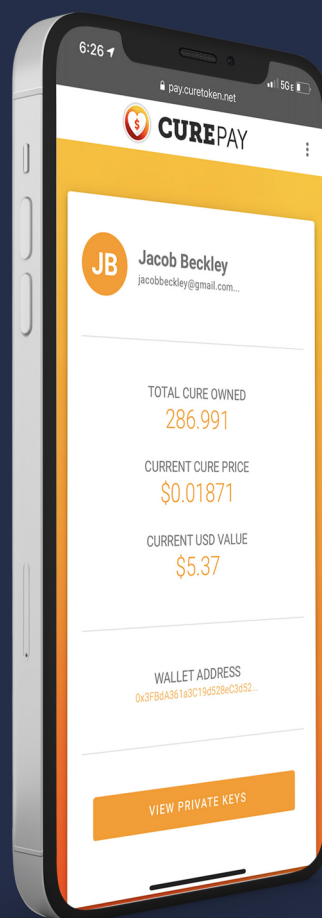 6:26
5G E
pay.curetoken.net
CUREPAY
JB
Jacob Beckley
jacobbeckley@gmail.com...
TOTAL CURE OWNED
286.991
CURRENT CURE PRICE
$0.01871
CURRENT USD VALUE
$5.37
WALLET ADDRESS
0x3FBdA361a3C19d528eC3d52...
VIEW PRIVATE KEYS